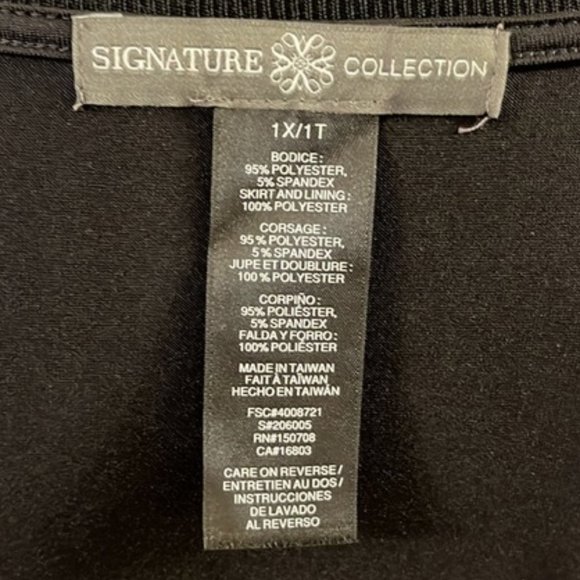 SIGNATURE COLLECTION
1X/1T
BODICE:
95% POLYESTER,
5% SPANDEX
SKIRT AND LINING:
100% POLYESTER
CORSAGE:
95% POLYESTER,
5% SPANDEX
JUPE ET DOUBLURE:
100% POLYESTER
CORPIÑO:
95% POLIÉSTER,
5% SPANDEX
FALDA Y FORRO:
100% POLIÉSTER
MADE IN TAIWAN
FAIT À TAÏWAN
HECHO EN TAIWÁN
FSC#4008721
S#206005
RN#150708
CA#16803
CARE ON REVERSE/
ENTRETIEN AU DOS/
INSTRUCCIONES
DE LAVADO
AL REVERSO